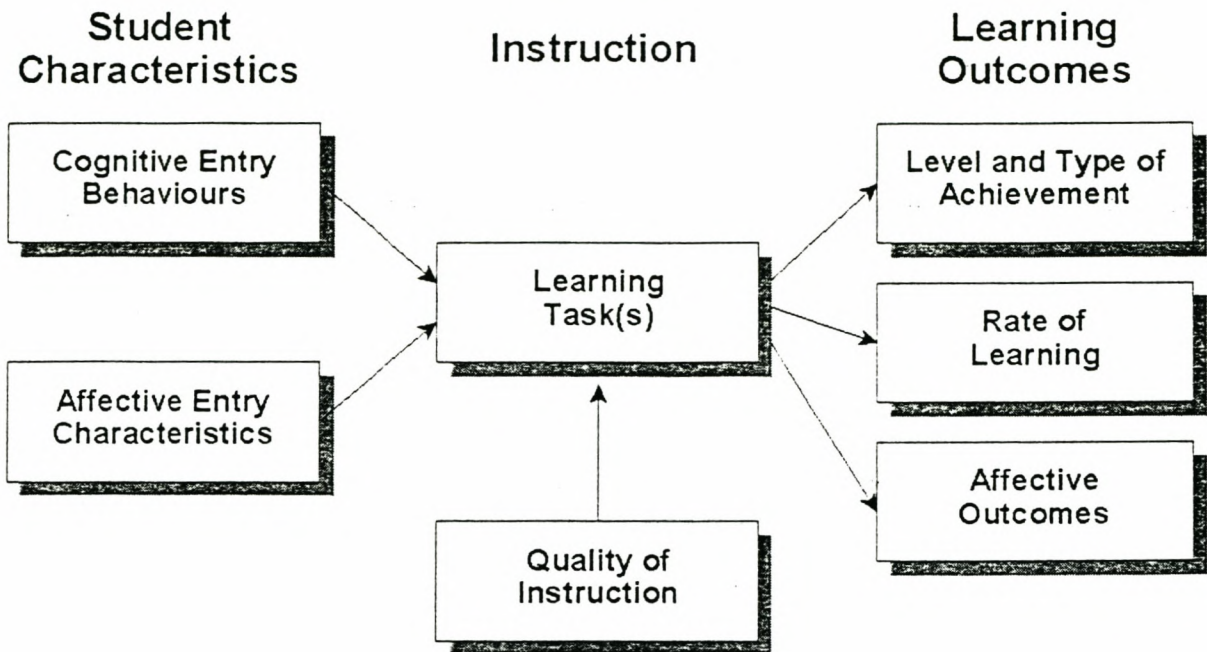 Student
Characteristics
Instruction
Learning
Outcomes
Cognitive Entry
Behaviours
Affective Entry
Characteristics
Learning
Task(s)
Quality of
Instruction
Level and Type of
Achievement
Rate of
Learning
Affective
Outcomes